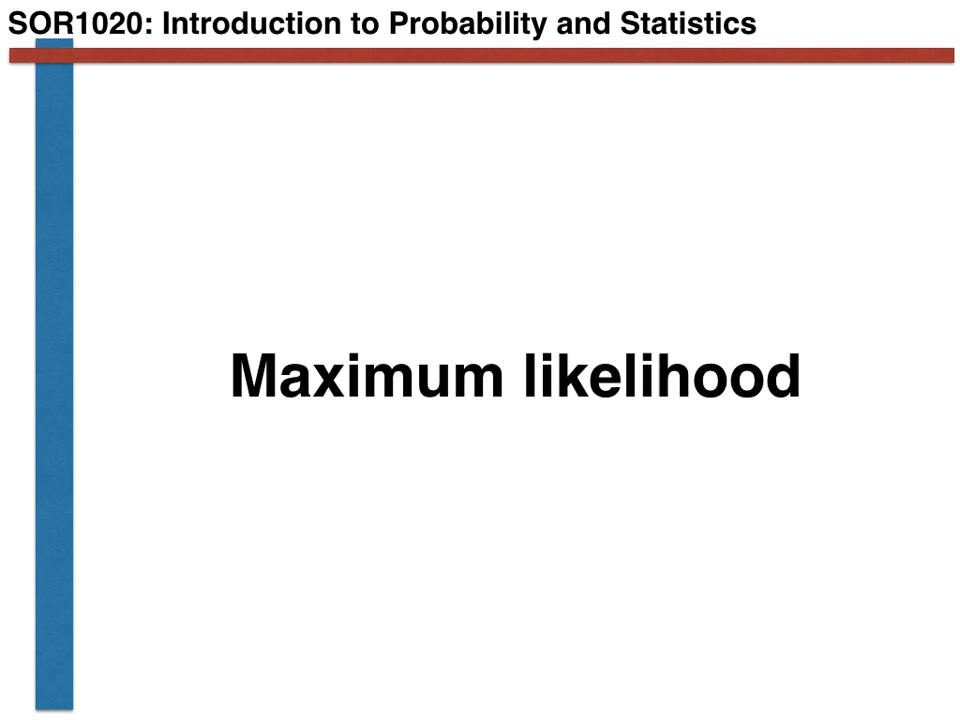 SOR1020: Introduction to Probability and Statistics
Maximum likelihood